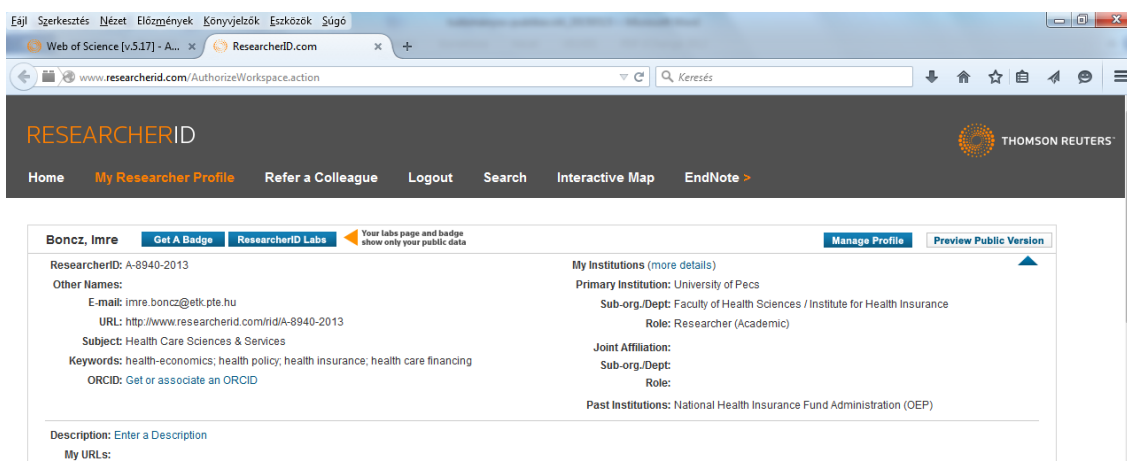 Fájl Szerkesztés Nézet Előzmények Könyvjelzők Eszközök Súgó
Web of Science [v.5.17] - A... × ResearcherID.com × +
www.researcherid.com/AuthorizeWorkspace.action Keresés
RESEARCHERID
THOMSON REUTERS™
Home My Researcher Profile Refer a Colleague Logout Search Interactive Map EndNote >
Boncz, Imre Get A Badge ResearcherID Labs Your labs page and badge
show only your public data
Manage Profile Preview Public Version
ResearcherID: A-8940-2013
Other Names:
E-mail: imre.boncz@etk.pte.hu
URL: http://www.researcherid.com/rid/A-8940-2013
Subject: Health Care Sciences & Services
Keywords: health-economics; health policy; health insurance; health care financing
ORCID: Get or associate an ORCID
My Institutions (more details)
Primary Institution: University of Pecs
Sub-org./Dept: Faculty of Health Sciences / Institute for Health Insurance
Role: Researcher (Academic)
Joint Affiliation:
Sub-org./Dept:
Role:
Past Institutions: National Health Insurance Fund Administration (OEP)
Description: Enter a Description
My URLs: